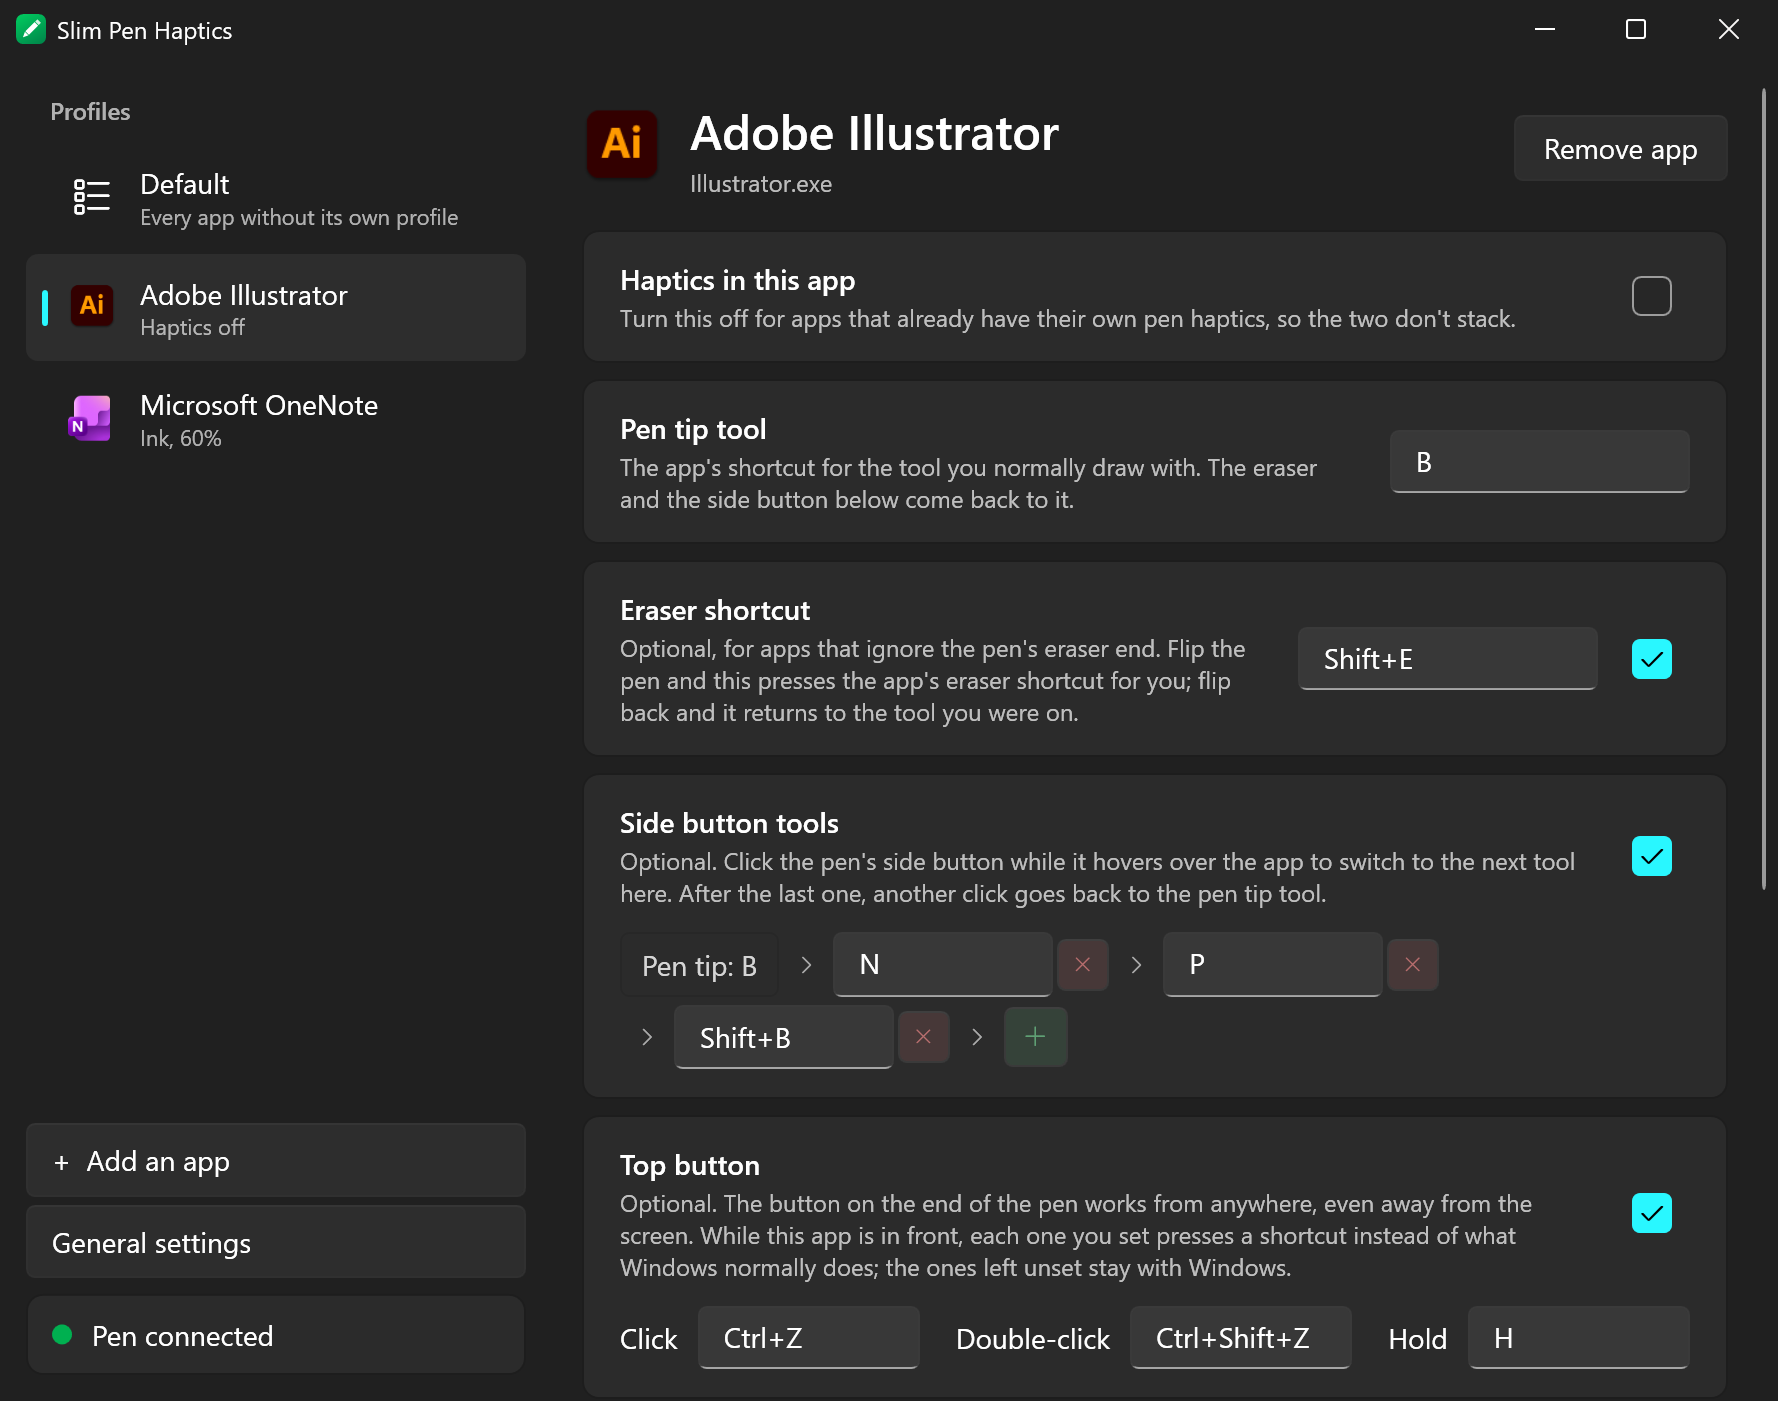 Slim Pen Haptics
Profiles
Default
Every app without its own profile
Ai
Adobe Illustrator
Haptics off
N
Microsoft OneNote
Ink, 60%
+ Add an app
General settings
Pen connected
Ai
Adobe Illustrator
Illustrator.exe
Remove app
Haptics in this app
Turn this off for apps that already have their own pen haptics, so the two don't stack.
Pen tip tool
The app's shortcut for the tool you normally draw with. The eraser
and the side button below come back to it.
B
Eraser shortcut
Optional, for apps that ignore the pen's eraser end. Flip the
pen and this presses the app's eraser shortcut for you; flip
back and it returns to the tool you were on.
Shift+E
Side button tools
Optional. Click the pen's side button while it hovers over the app to switch to the next tool
here. After the last one, another click goes back to the pen tip tool.
Pen tip: B > N > P
> Shift+B > +
Top button
Optional. The button on the end of the pen works from anywhere, even away from the
screen. While this app is in front, each one you set presses a shortcut instead of what
Windows normally does; the ones left unset stay with Windows.
Click Ctrl+Z Double-click Ctrl+Shift+Z Hold H